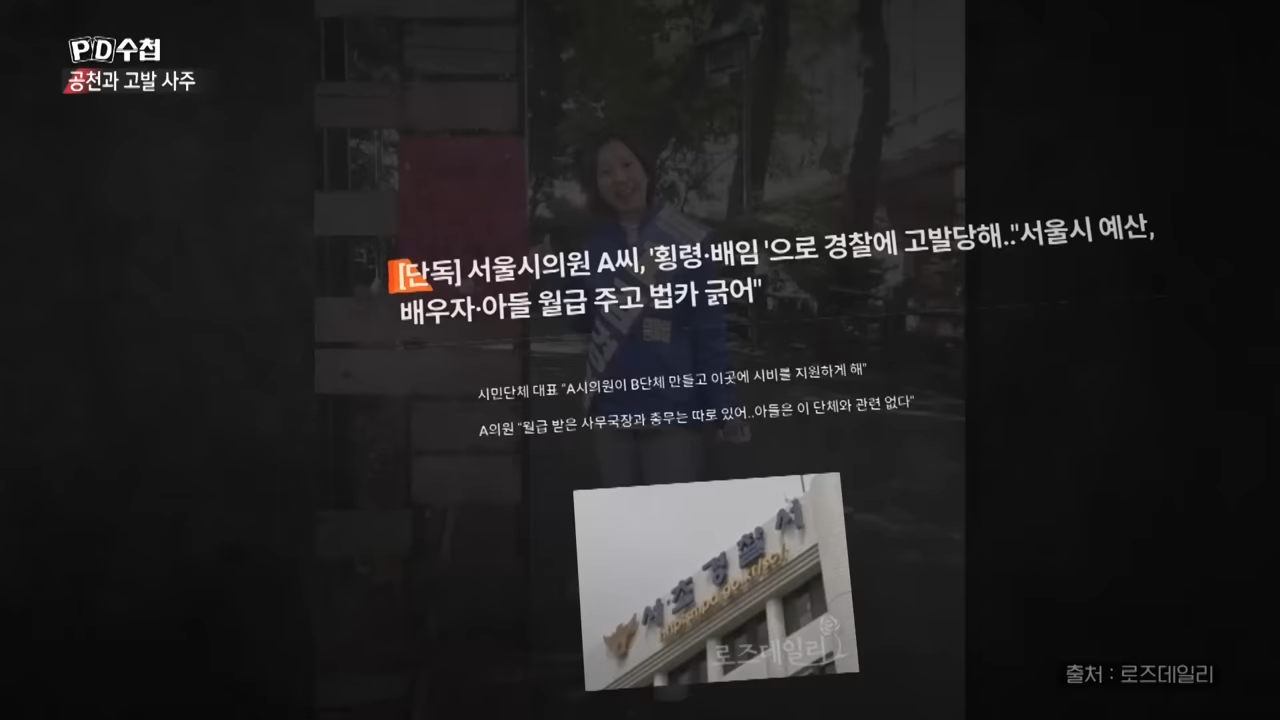 PD수첩
공천과 고발 사주
[단독] 서울시의원 A씨, '횡령·배임 '으로 경찰에 고발당해.."서울시 예산,
배우자·아들 월급 주고 법카 긁어"
시민단체 대표 "A시의원이 B단체 만들고 이곳에 시비를 지원하게 해"
A의원 "월급 받은 사무국장과 총무는 따로 있어..아들은 이 단체와 관련 없다"
서초경찰서
로즈데일리
출처 : 로즈데일리